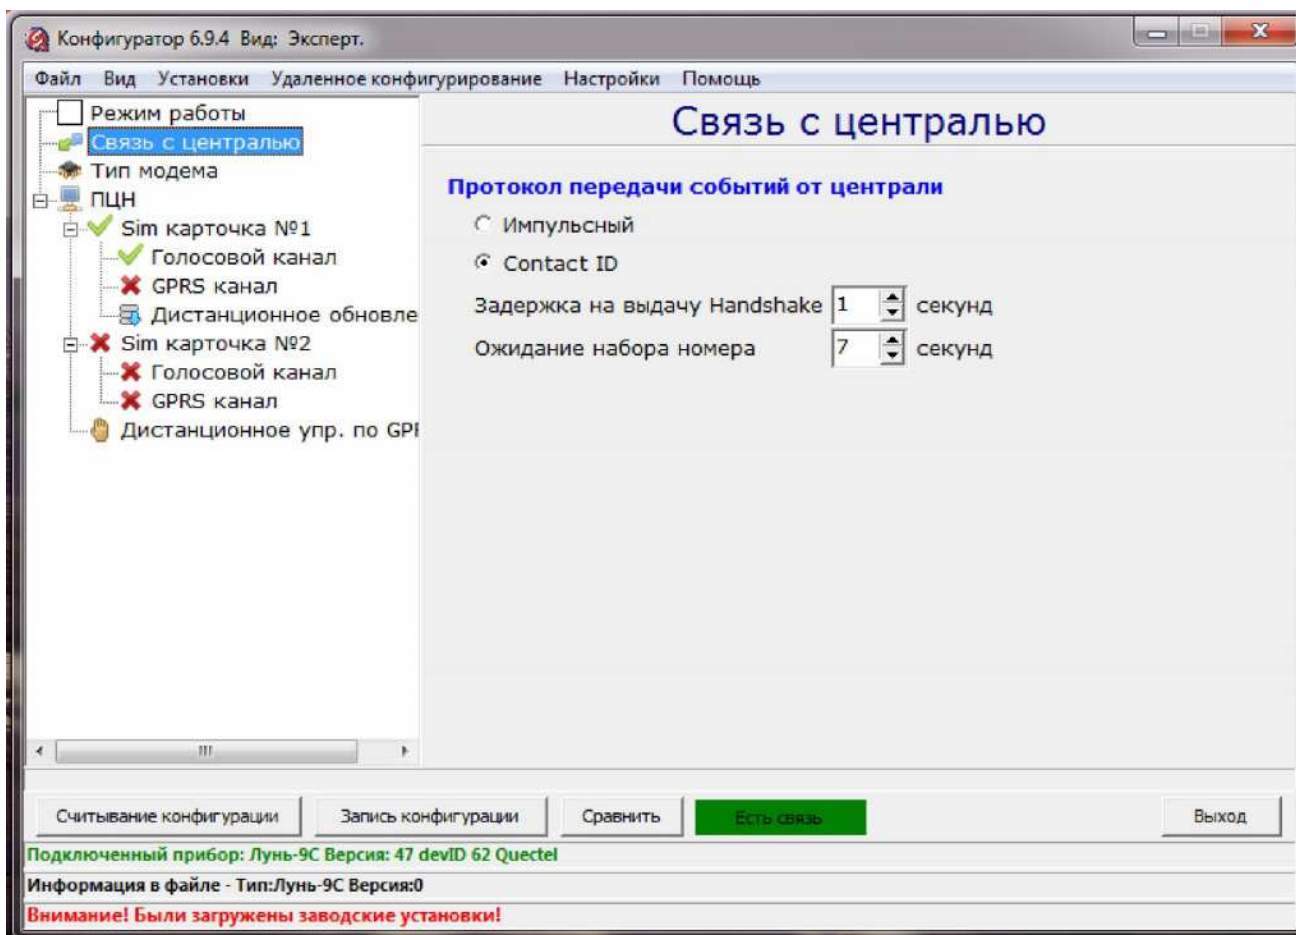 Конфигуратор 6.9.4 Вид: Эксперт.
Файл Вид Установки Удаленное конфигурирование Настройки Помощь
Режим работы
Связь с централью
Тип модема
ПЦН
Sim карточка №1
Голосовой канал
GPRS канал
Дистанционное обновле
Sim карточка №2
Голосовой канал
GPRS канал
Дистанционное упр. по GPI
Связь с централью
Протокол передачи событий от централи
Импульсный
Contact ID
Задержка на выдачу Handshake 1 секунд
Ожидание набора номера 7 секунд
Считывание конфигурации Запись конфигурации Сравнить Есть связь Выход
Подключенный прибор: Лунь-9С Версия: 47 devID 62 Quectel
Информация в файле - Тип:Лунь-9С Версия:0
Внимание! Были загружены заводские установки!